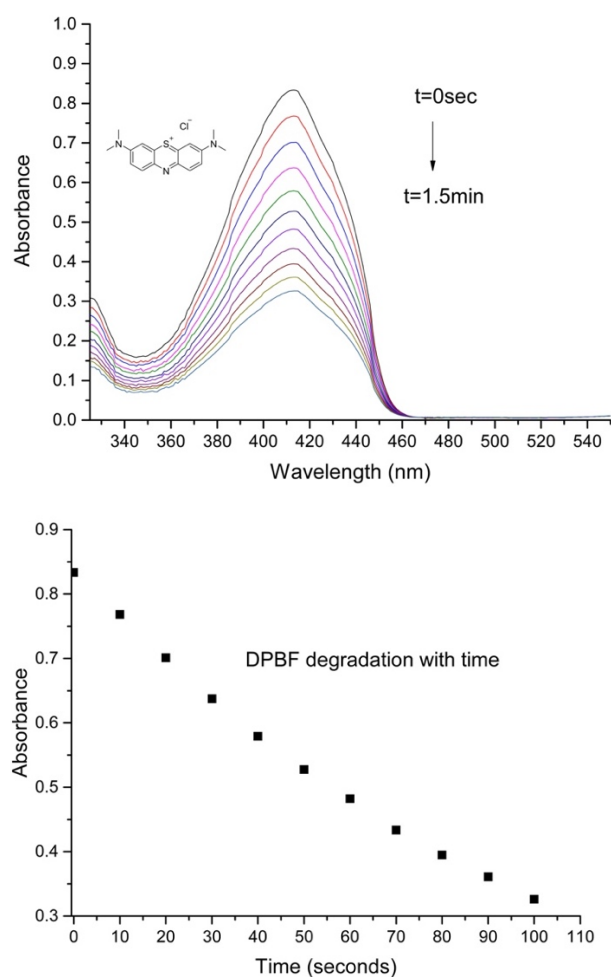 1.0
0.9
0.8
0.7
0.6
0.5
0.4
0.3
0.2
0.1
0.0
Absorbance
Cl⁻
N S⁺ N
N
t=0sec
t=1.5min
340 360 380 400 420 440 460 480 500 520 540
Wavelength (nm)
0.9
0.8
0.7
0.6
0.5
0.4
0.3
Absorbance
DPBF degradation with time
0 10 20 30 40 50 60 70 80 90 100 110
Time (seconds)